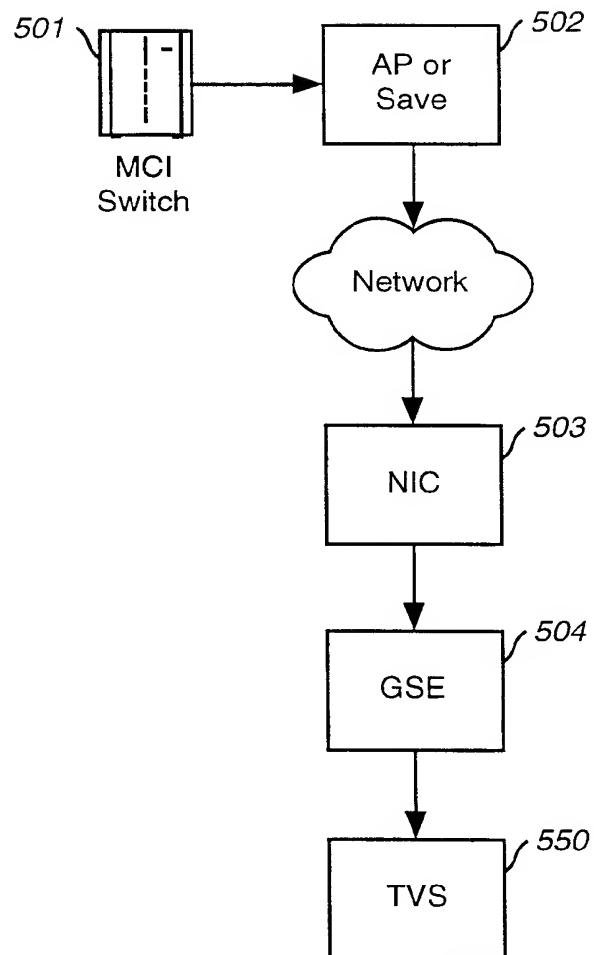 501
502
AP or
Save
MCI
Switch
Network
503
NIC
504
GSE
550
TVS